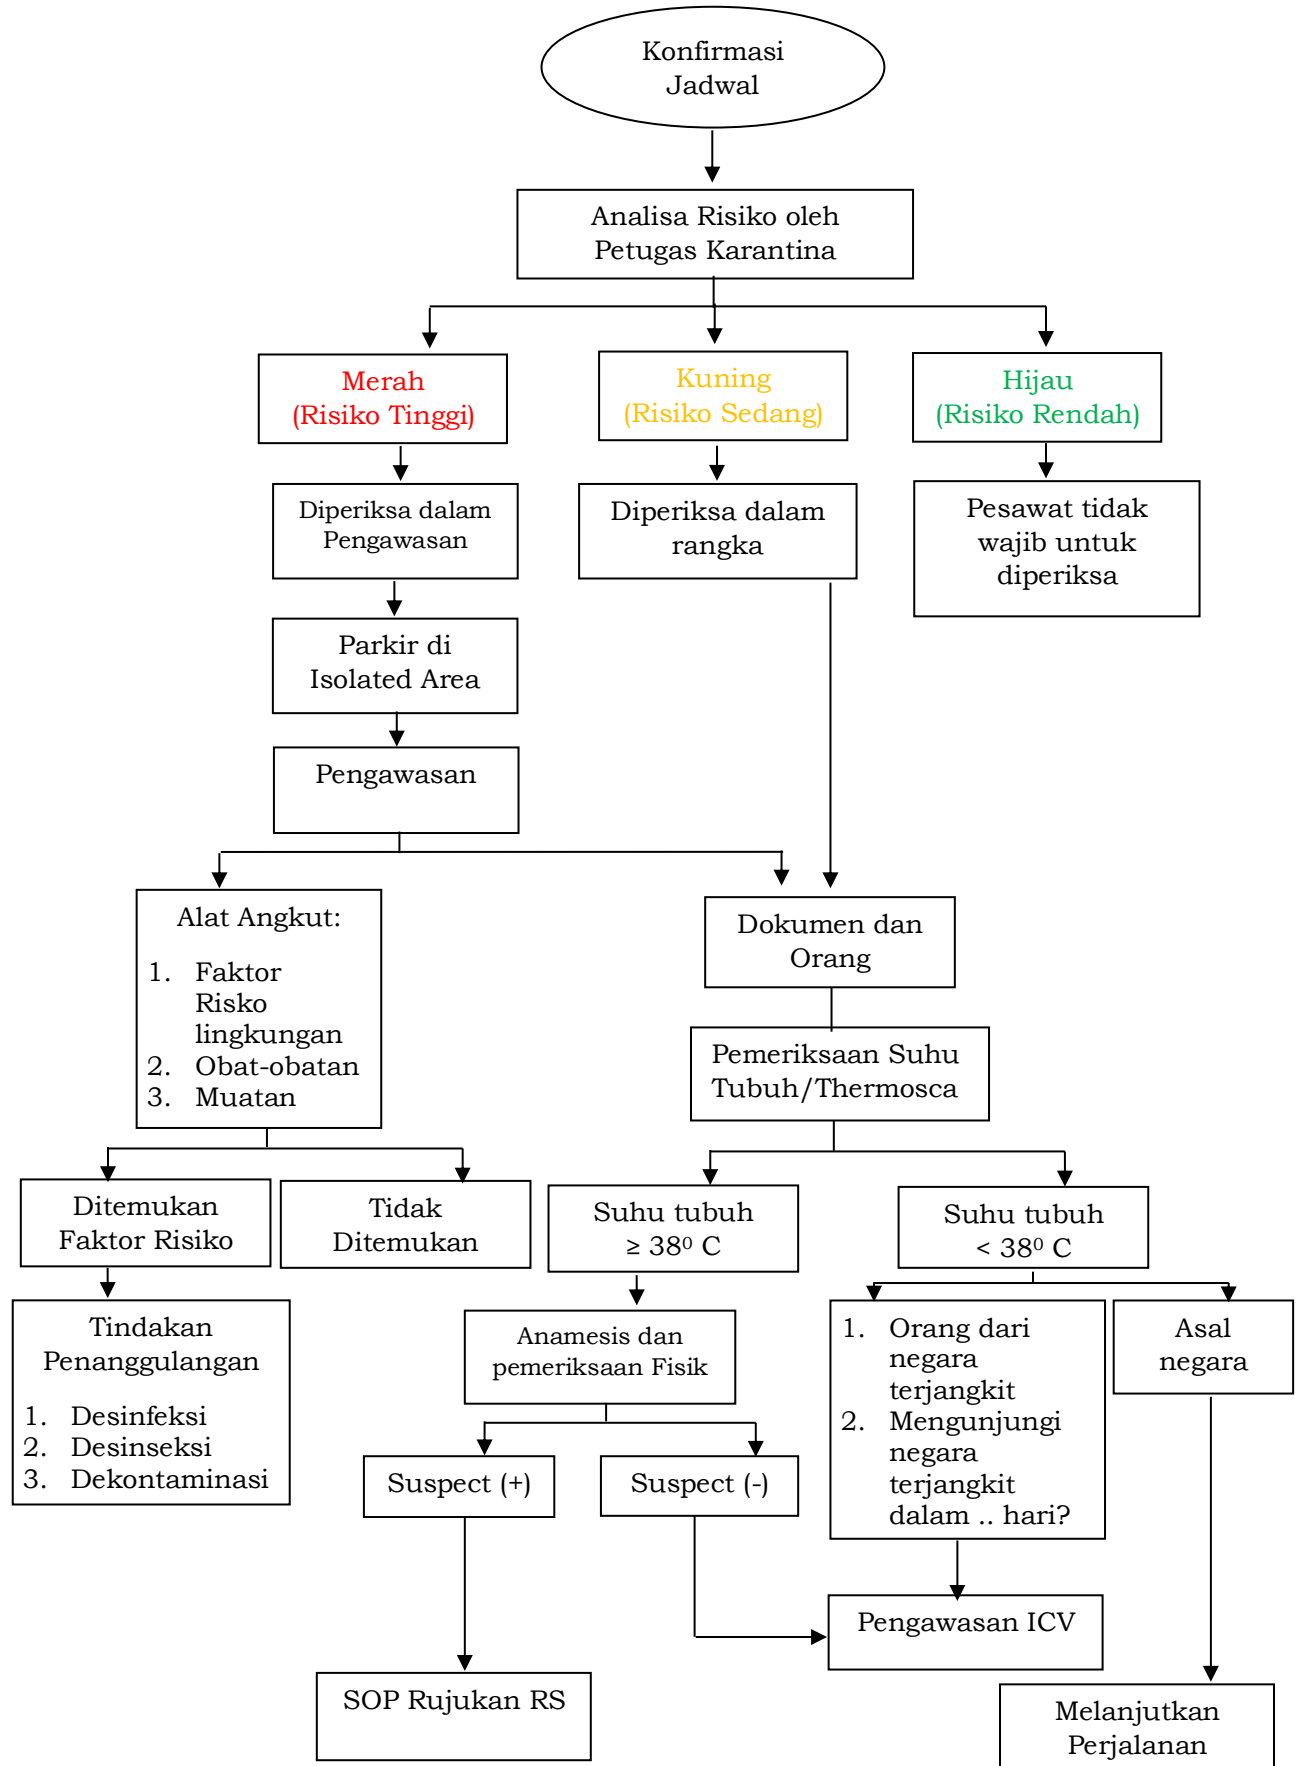 Konfirmasi
Jadwal
Analisa Risiko oleh
Petugas Karantina
Merah
(Risiko Tinggi)
Kuning
(Risiko Sedang)
Hijau
(Risiko Rendah)
Diperiksa dalam
Pengawasan
Diperiksa dalam
rangka
Pesawat tidak
wajib untuk
diperiksa
Parkir di
Isolated Area
Pengawasan
Alat Angkut:
1. Faktor
Risko
lingkungan
2. Obat-obatan
3. Muatan
Dokumen dan
Orang
Pemeriksaan Suhu
Tubuh/Thermosca
Ditemukan
Faktor Risiko
Tidak
Ditemukan
Suhu tubuh
≥ 38⁰ C
Suhu tubuh
< 38⁰ C
Tindakan
Penanggulangan
1. Desinfeksi
2. Desinseksi
3. Dekontaminasi
Anamesis dan
pemeriksaan Fisik
1. Orang dari
negara
terjangkit
2. Mengunjungi
negara
terjangkit
dalam .. hari?
Asal
negara
Suspect (+)
Suspect (-)
Pengawasan ICV
SOP Rujukan RS
Melanjutkan
Perjalanan